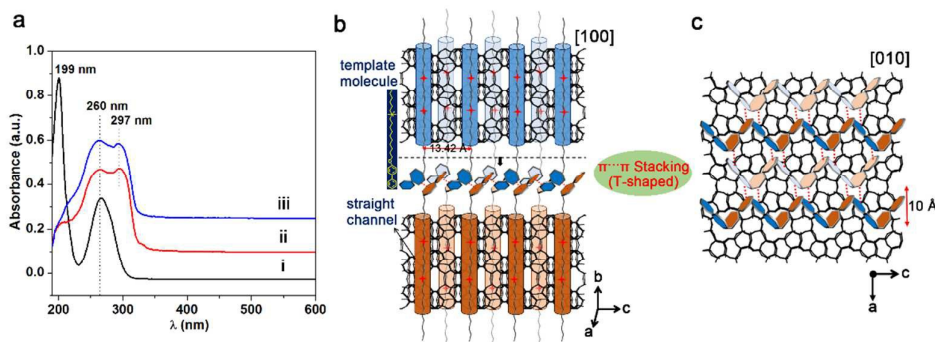 a
199 nm
260 nm
297 nm
iii
ii
i
1.0
0.8
0.6
0.4
0.2
0.0
Absorbance (a.u.)
200
300
400
500
600
λ (nm)
b
[100]
template
molecule
13.42 Å
straight
channel
π···π Stacking
(T-shaped)
b
c
a
c
[010]
10 Å
c
a